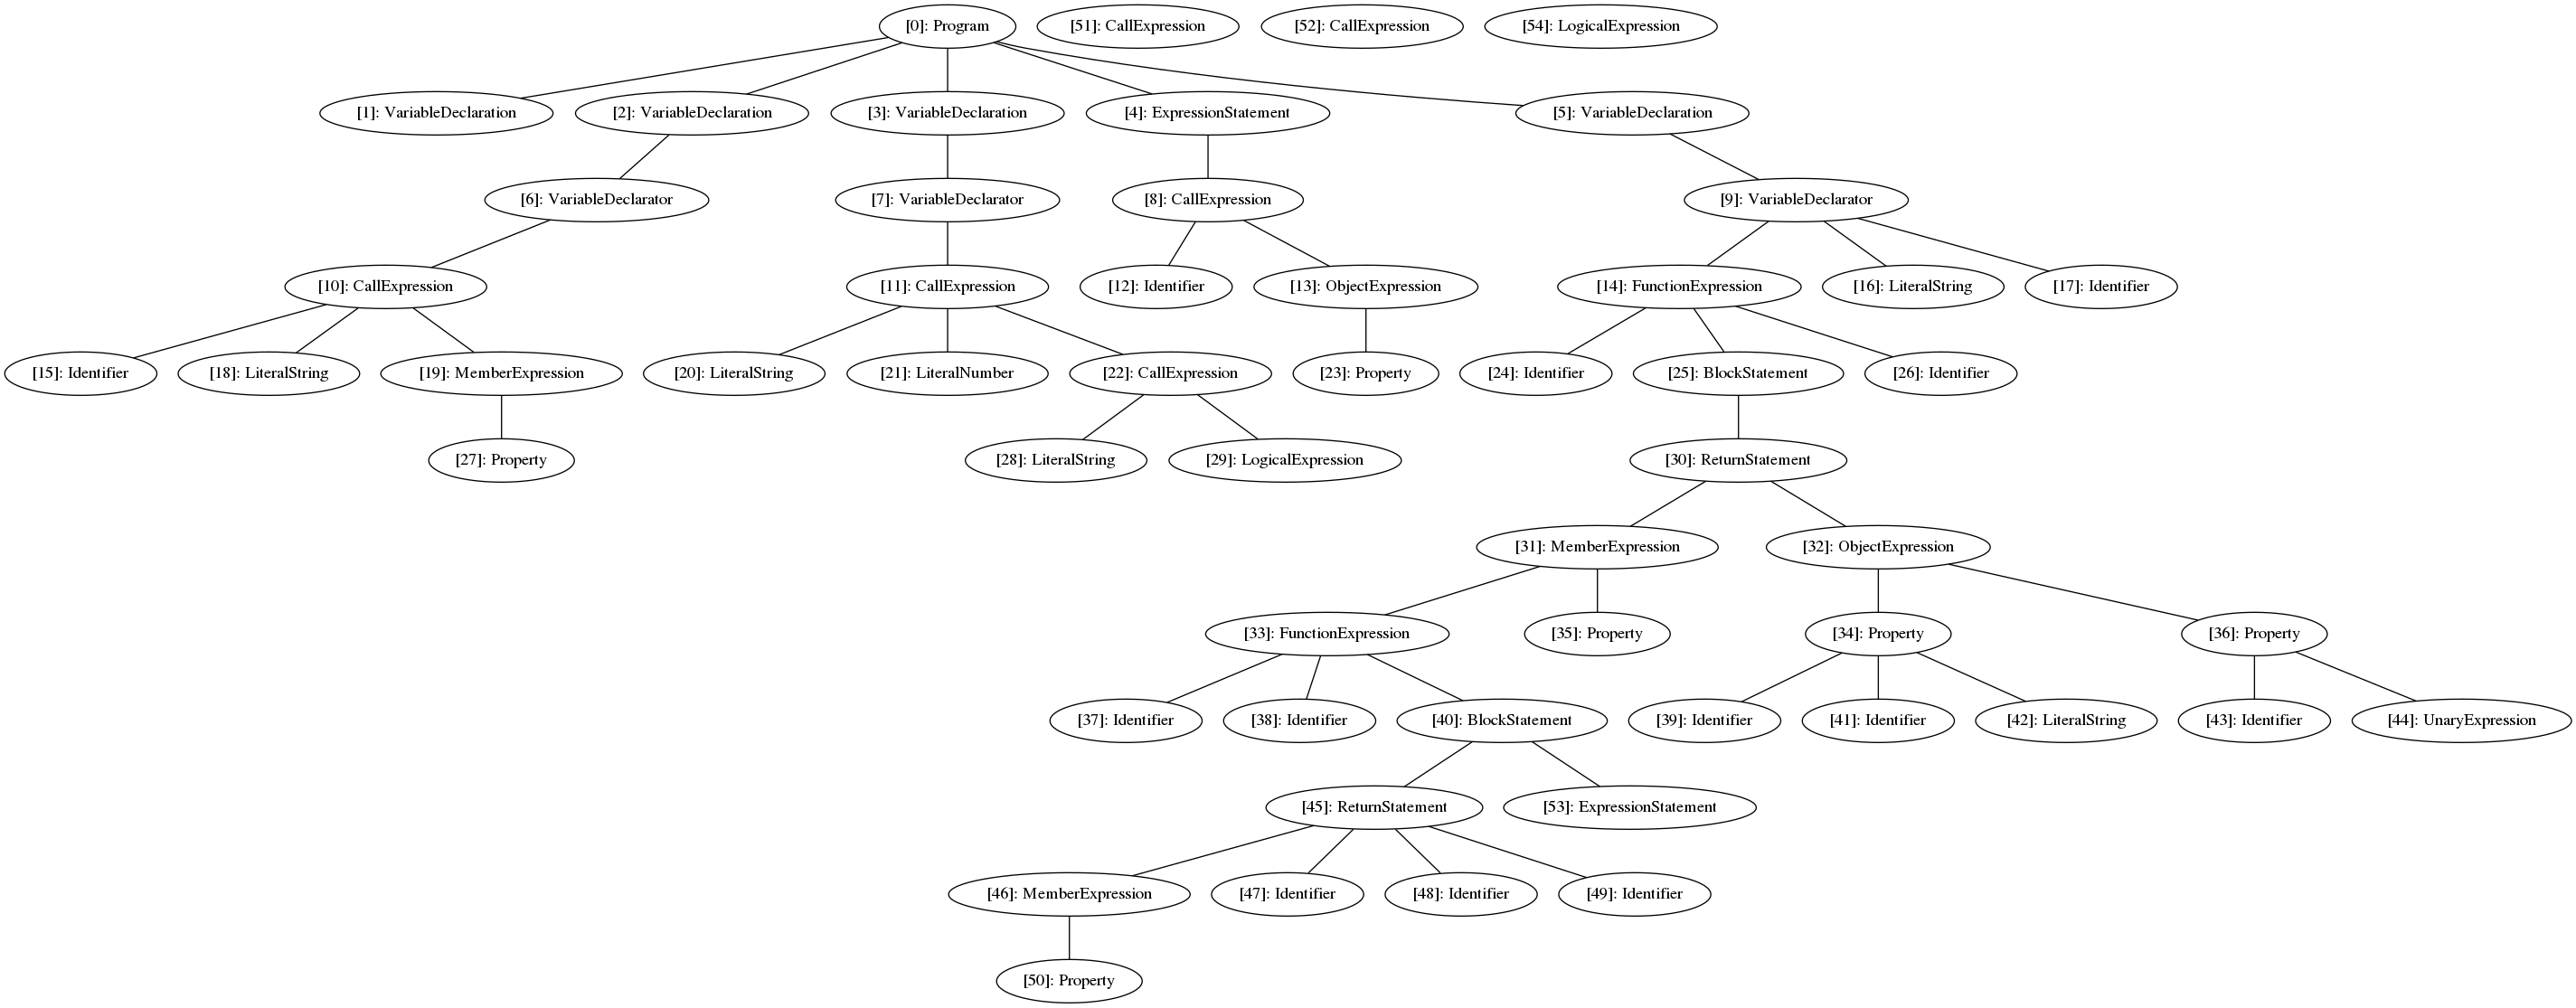 [0]: Program
[51]: CallExpression
[52]: CallExpression
[54]: LogicalExpression
[1]: VariableDeclaration
[2]: VariableDeclaration
[3]: VariableDeclaration
[4]: ExpressionStatement
[5]: VariableDeclaration
[6]: VariableDeclarator
[7]: VariableDeclarator
[8]: CallExpression
[9]: VariableDeclarator
[10]: CallExpression
[11]: CallExpression
[12]: Identifier
[13]: ObjectExpression
[14]: FunctionExpression
[16]: LiteralString
[17]: Identifier
[15]: Identifier
[18]: LiteralString
[19]: MemberExpression
[20]: LiteralString
[21]: LiteralNumber
[22]: CallExpression
[23]: Property
[24]: Identifier
[25]: BlockStatement
[26]: Identifier
[27]: Property
[28]: LiteralString
[29]: LogicalExpression
[30]: ReturnStatement
[31]: MemberExpression
[32]: ObjectExpression
[33]: FunctionExpression
[35]: Property
[34]: Property
[36]: Property
[37]: Identifier
[38]: Identifier
[40]: BlockStatement
[39]: Identifier
[41]: Identifier
[42]: LiteralString
[43]: Identifier
[44]: UnaryExpression
[45]: ReturnStatement
[53]: ExpressionStatement
[46]: MemberExpression
[47]: Identifier
[48]: Identifier
[49]: Identifier
[50]: Property